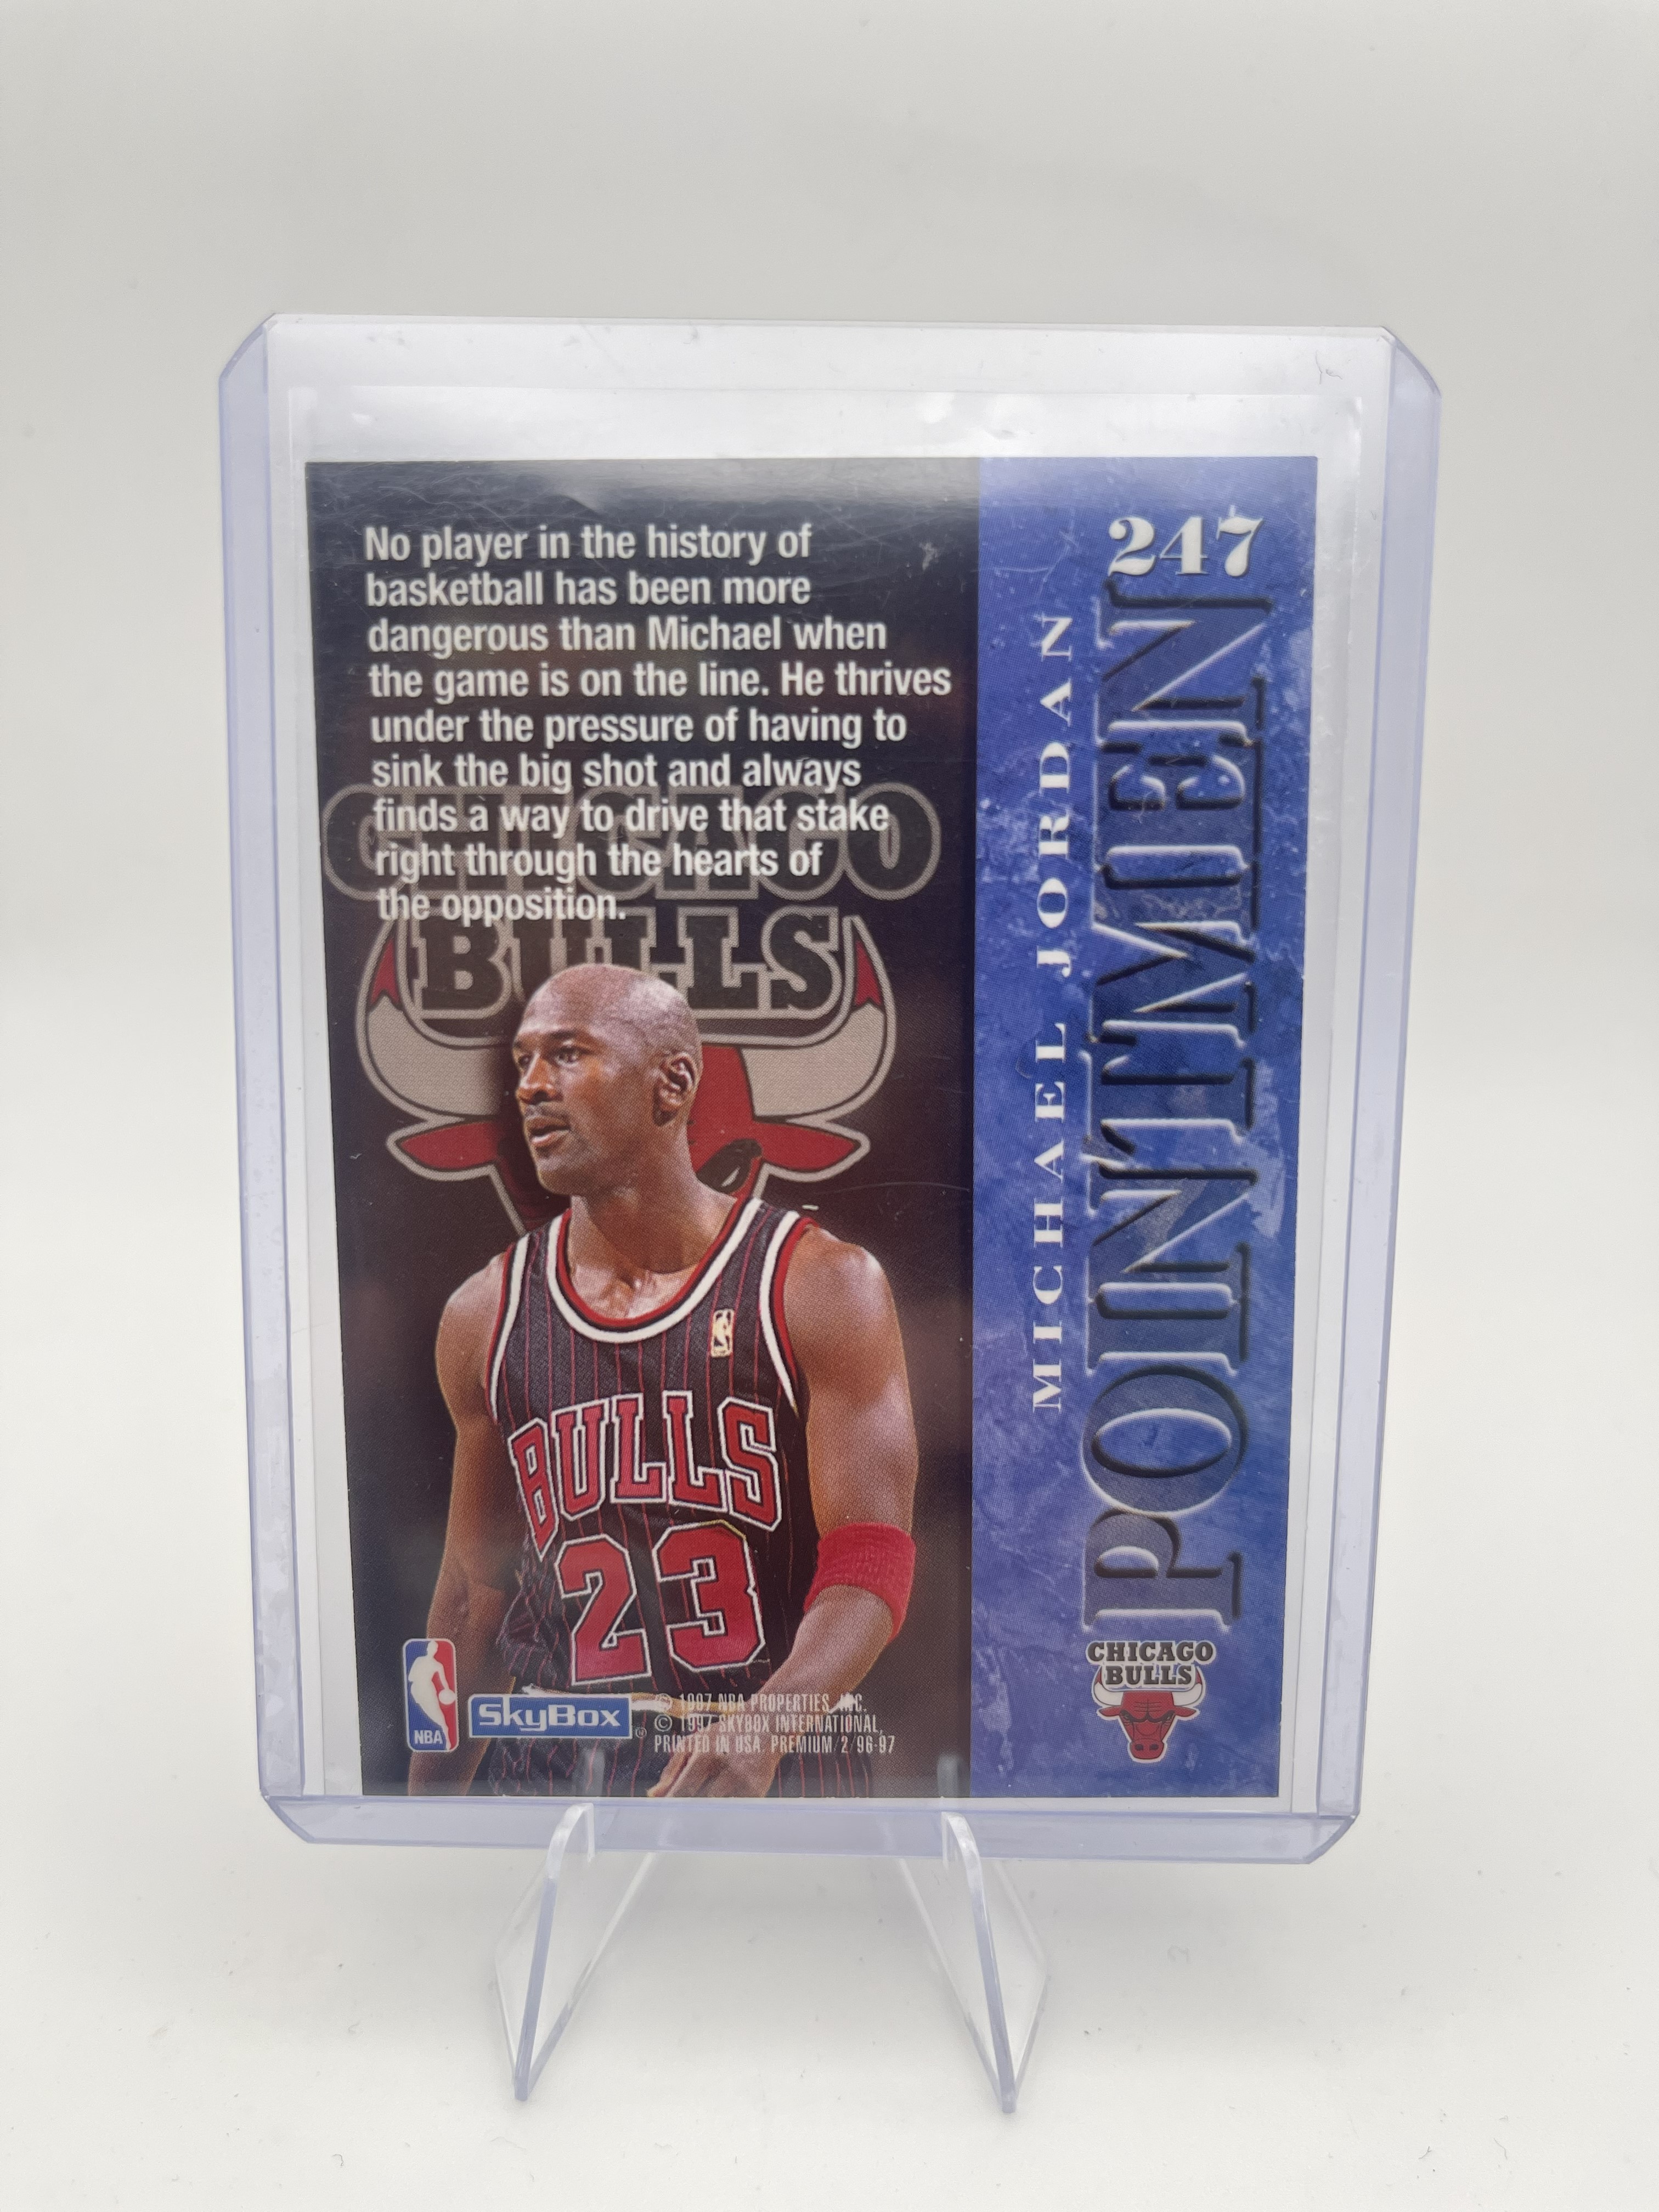 No player in the history of
basketball has been more
dangerous than Michael when
the game is on the line. He thrives
under the pressure of having to
sink the big shot and always
finds a way to drive that stake
right through the hearts of
the opposition.
CHICAGO
BULLS
BULLS
23
NBA
SkyBox
© 1997 NBA PROPERTIES, INC.
© 1997 SKYBOX INTERNATIONAL,
PRINTED IN USA. PREMIUM/2/96-97
247
MICHAEL JORDAN
POINTMEN
CHICAGO
BULLS